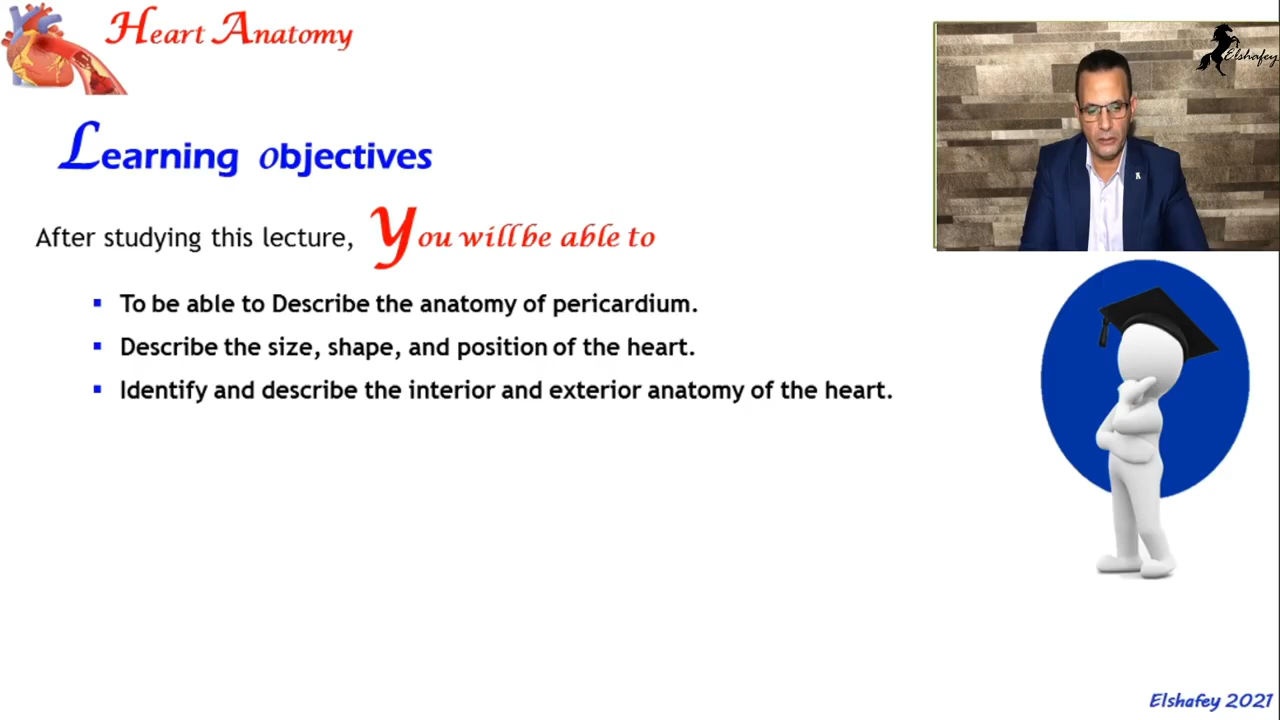 Heart Anatomy
Elshafey
Learning objectives
After studying this lecture, You will be able to
▪ To be able to Describe the anatomy of pericardium.
▪ Describe the size, shape, and position of the heart.
▪ Identify and describe the interior and exterior anatomy of the heart.
Elshafey 2021